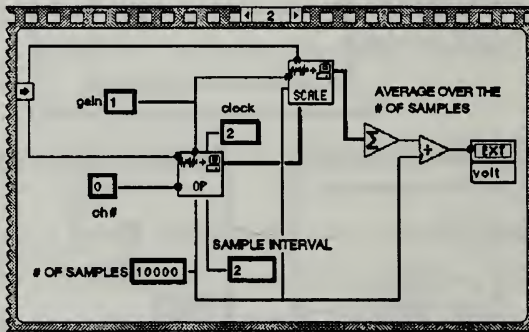 2
gain 1
SCALE
AVERAGE OVER THE
# OF SAMPLES
clock
2
EXT
volt
0
OP
ch#
SAMPLE INTERVAL
# OF SAMPLES 10000
2